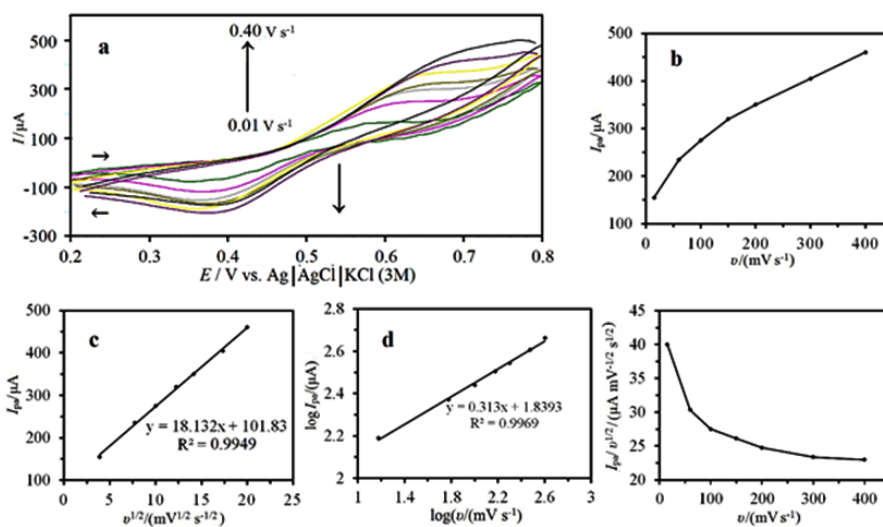 a
0.40 V s⁻¹
0.01 V s⁻¹
→
←
I/µA
500
300
100
-100
-300
0.2 0.3 0.4 0.5 0.6 0.7 0.8
E / V vs. Ag|AgCl|KCl (3M)
b
Ipa/µA
500
400
300
200
100
0 100 200 300 400
υ/(mV s⁻¹)
c
Ipa/µA
500
400
300
200
100
y = 18.132x + 101.83
R² = 0.9949
0 5 10 15 20 25
υ¹/²/(mV¹/² s⁻¹/²)
d
log Ipa/(µA)
2.8
2.6
2.4
2.2
2
y = 0.313x + 1.8393
R² = 0.9969
1 1.4 1.8 2.2 2.6 3
log(υ/(mV s⁻¹)
Ipa/ υ¹/²/(µA mV⁻¹/² s¹/²)
45
40
35
30
25
20
0 100 200 300 400
υ/(mV s⁻¹)